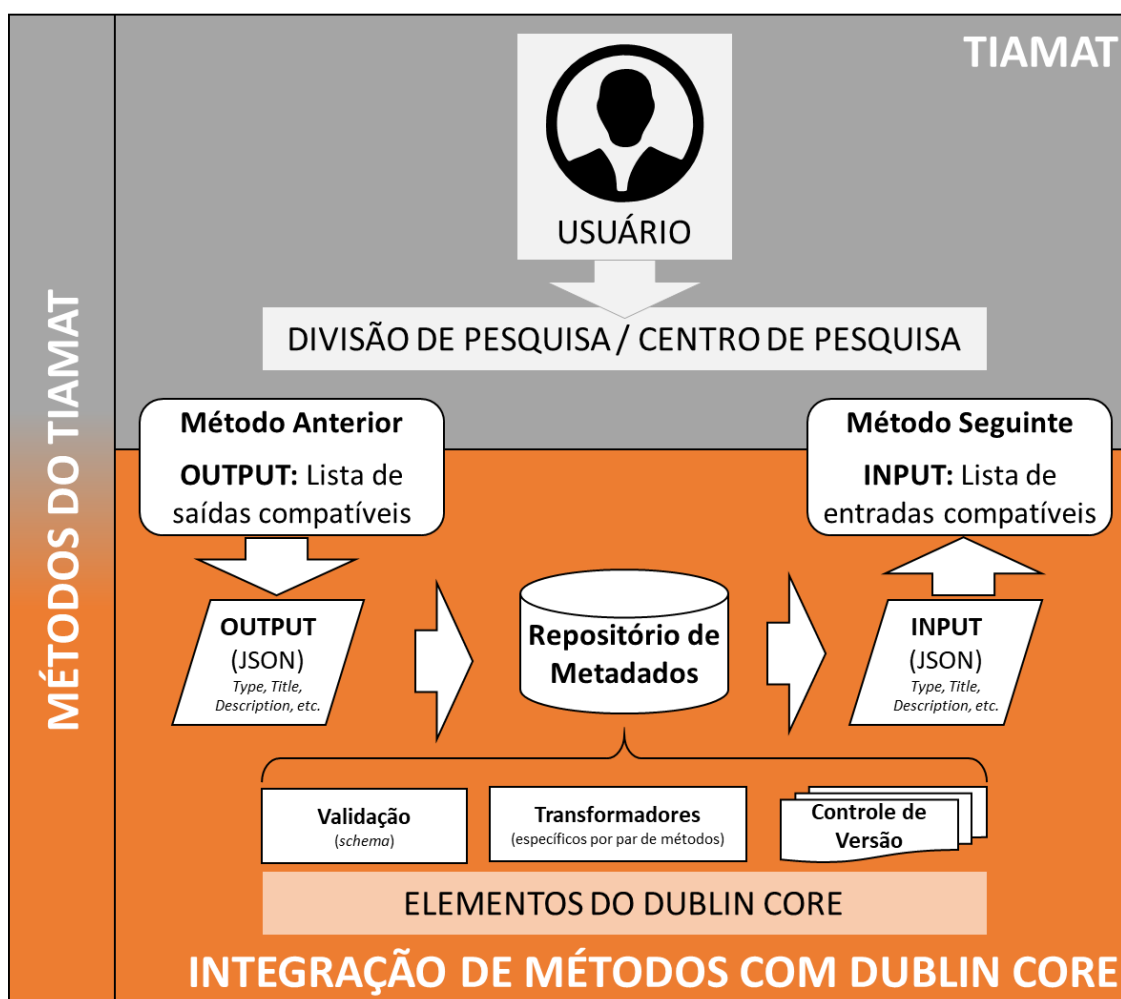 TIAMAT
USUÁRIO
DIVISÃO DE PESQUISA / CENTRO DE PESQUISA
MÉTODOS DO TIAMAT
Método Anterior
OUTPUT: Lista de
saídas compatíveis
Método Seguinte
INPUT: Lista de
entradas compatíveis
OUTPUT
(JSON)
Type, Title,
Description, etc.
Repositório de
Metadados
INPUT
(JSON)
Type, Title,
Description, etc.
Validação
(schema)
Transformadores
(específicos por par de métodos)
Controle de
Versão
ELEMENTOS DO DUBLIN CORE
INTEGRAÇÃO DE MÉTODOS COM DUBLIN CORE